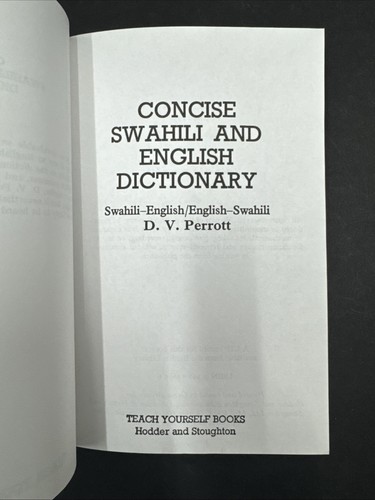 CONCISE
SWAHILI AND
ENGLISH
DICTIONARY
Swahili–English/English–Swahili
D. V. Perrott
TEACH YOURSELF BOOKS
Hodder and Stoughton